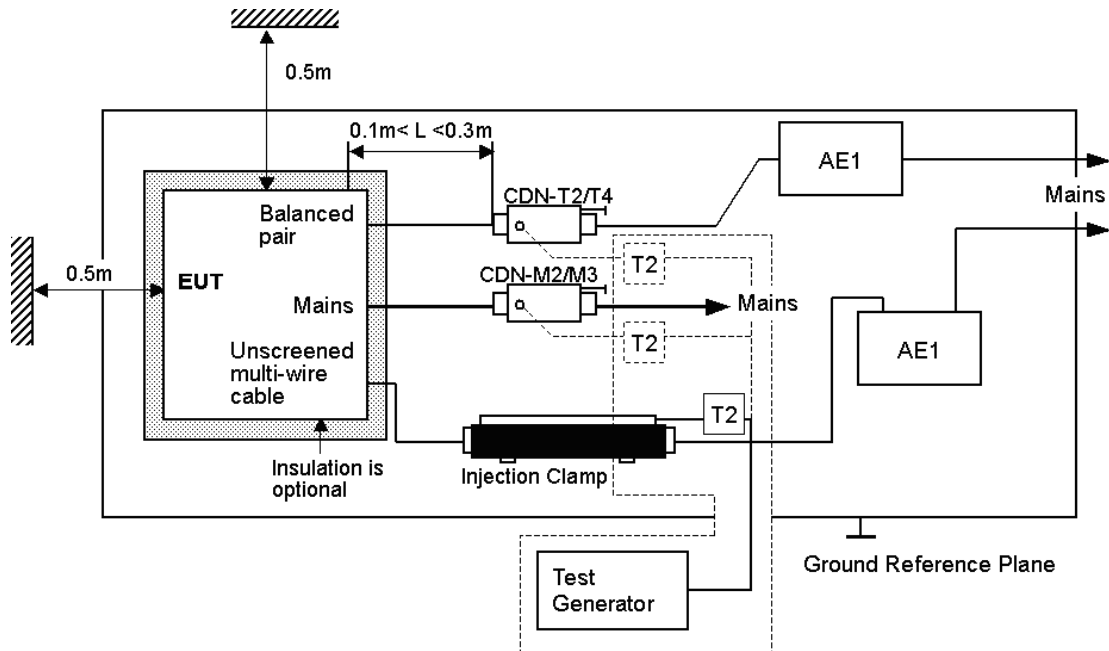 0.5m
0.1m< L <0.3m
AE1
CDN-T2/T4
Balanced
pair
Mains
T2
0.5m
EUT
CDN-M2/M3
Mains
Mains
T2
Unscreened
multi-wire
cable
AE1
T2
Insulation is
optional
Injection Clamp
Test
Generator
Ground Reference Plane